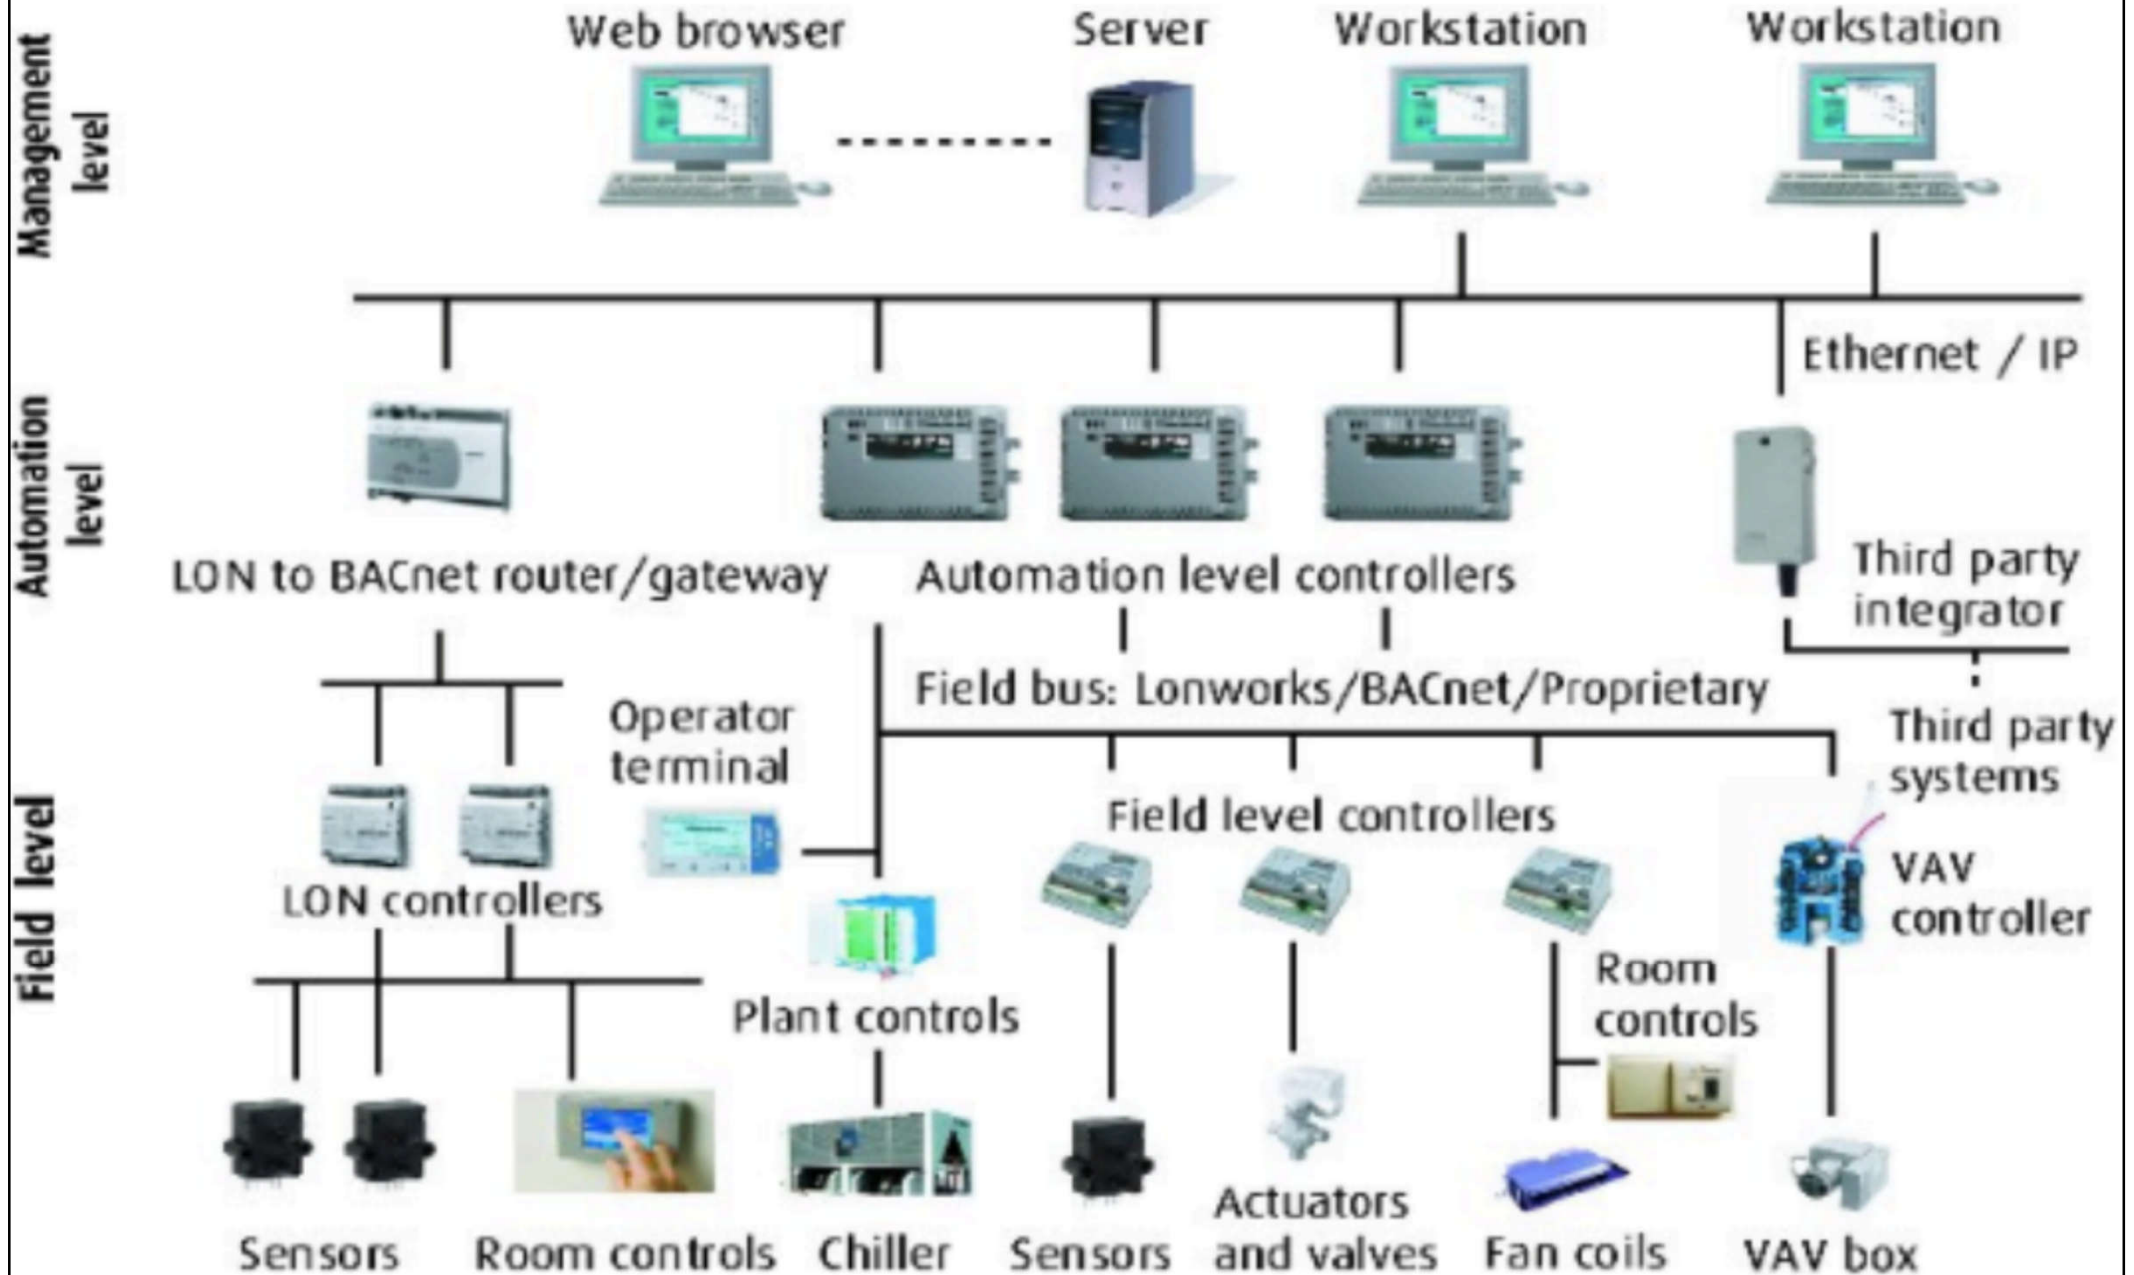 Management
level
Web browser
Server
Workstation
Workstation
Ethernet / IP
Automation
level
LON to BACnet router/gateway
Automation level controllers
Third party
integrator
Field bus: Lonworks/BACnet/Proprietary
Third party
systems
Field level
Operator
terminal
Field level controllers
LON controllers
VAV
controller
Plant controls
Room
controls
Sensors
Room controls
Chiller
Sensors
Actuators
and valves
Fan coils
VAV box